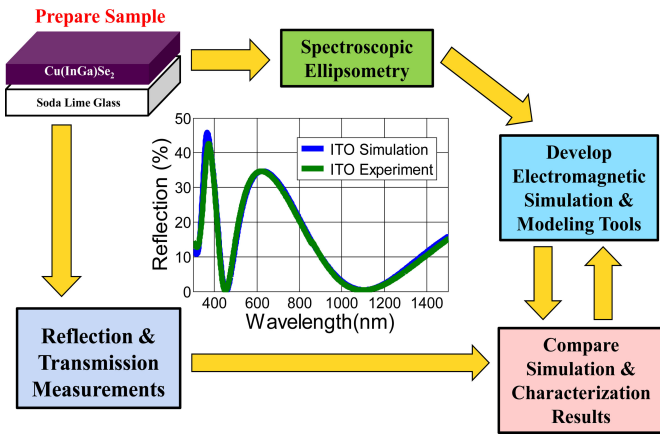 Prepare Sample
Cu(InGa)Se₂
Soda Lime Glass
Spectroscopic
Ellipsometry
Develop
Electromagnetic
Simulation &
Modeling Tools
Reflection (%)
50
40
30
20
10
0
ITO Simulation
ITO Experiment
400 600 800 1000 1200 1400
Wavelength(nm)
Reflection &
Transmission
Measurements
Compare
Simulation &
Characterization
Results